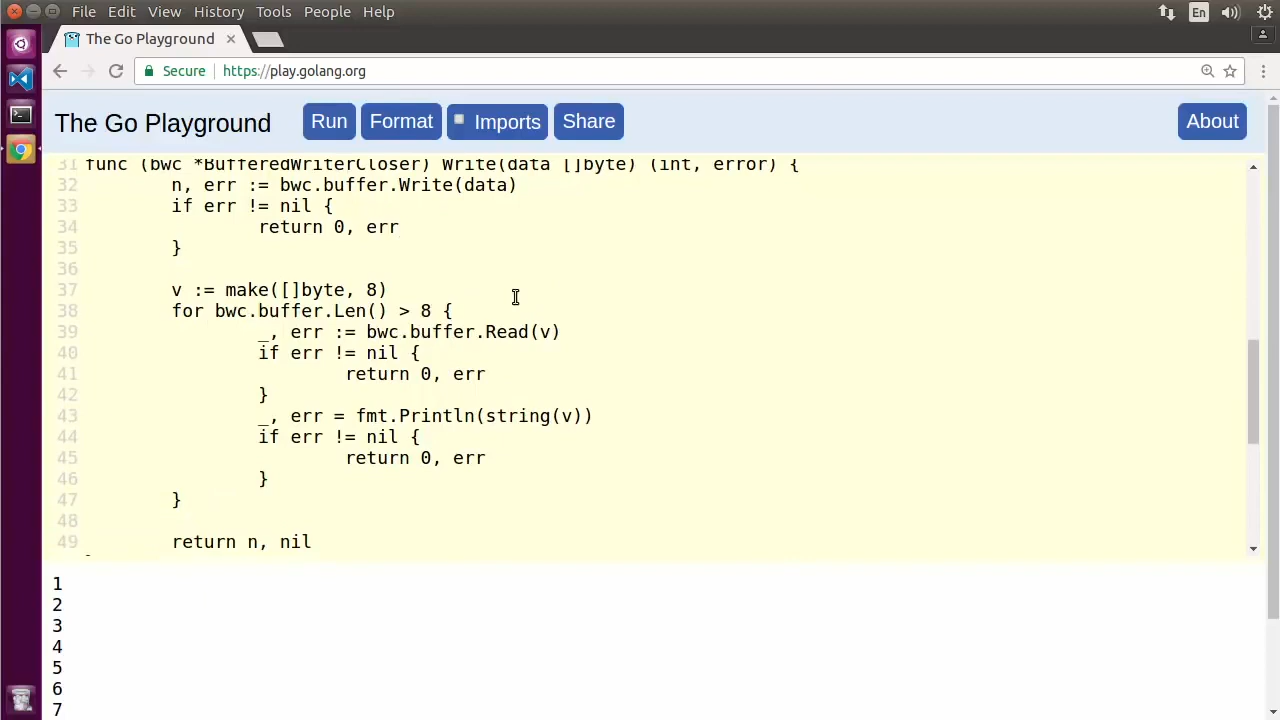 File Edit View History Tools People Help
En
The Go Playground
Secure https://play.golang.org
The Go Playground Run Format Imports Share About
31 func (bwc *BufferedWriterCloser) Write(data []byte) (int, error) {
32 n, err := bwc.buffer.Write(data)
33 if err != nil {
34 return 0, err
35 }
36
37 v := make([]byte, 8)
38 for bwc.buffer.Len() > 8 {
39 _, err := bwc.buffer.Read(v)
40 if err != nil {
41 return 0, err
42 }
43 _, err = fmt.Println(string(v))
44 if err != nil {
45 return 0, err
46 }
47 }
48
49 return n, nil
1
2
3
4
5
6
7